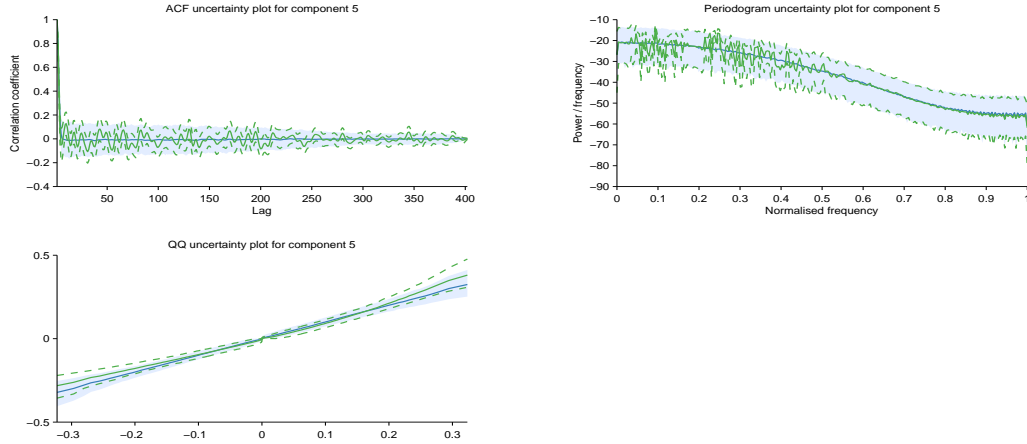 ACF uncertainty plot for component 5
1
0.8
0.6
0.4
0.2
0
−0.2
−0.4
Correlation coefficient
50 100 150 200 250 300 350 400
Lag
Periodogram uncertainty plot for component 5
−10
−20
−30
−40
−50
−60
−70
−80
−90
Power / frequency
0 0.1 0.2 0.3 0.4 0.5 0.6 0.7 0.8 0.9 1
Normalised frequency
QQ uncertainty plot for component 5
0.5
0
−0.5
−0.3 −0.2 −0.1 0 0.1 0.2 0.3